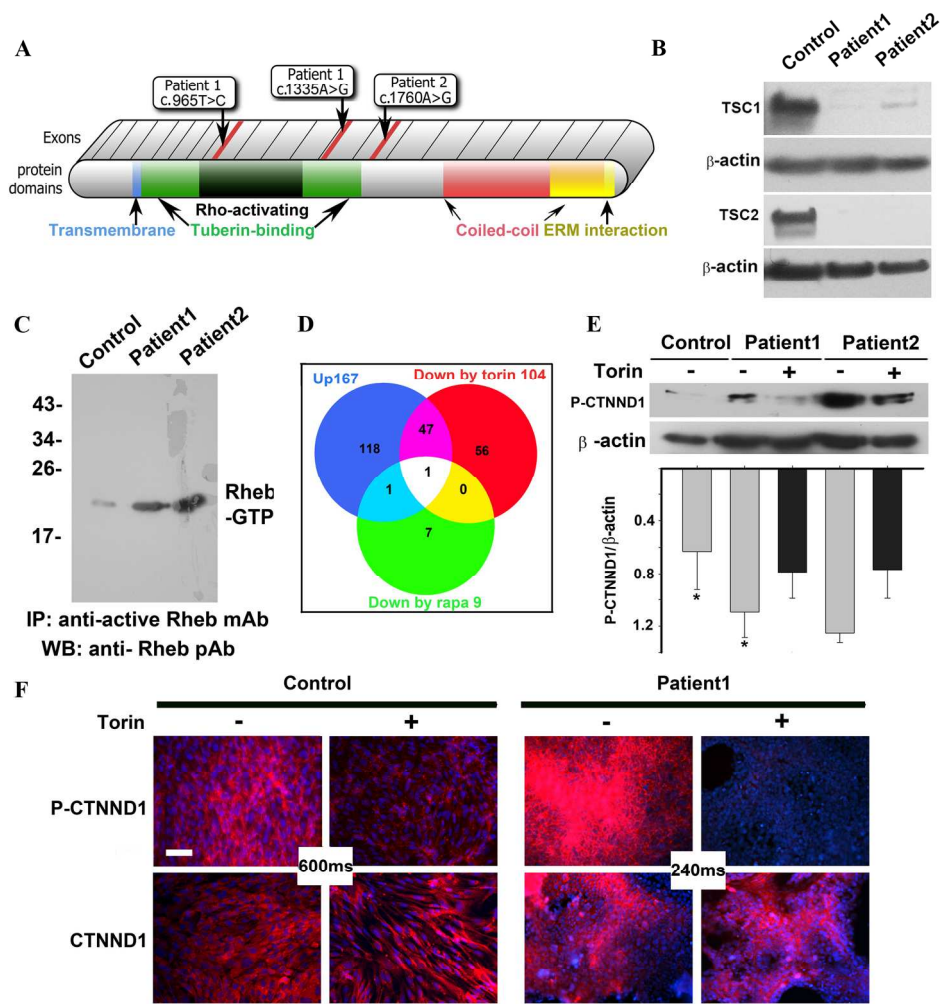 A
Patient 1
c.965T>C
Patient 1
c.1335A>G
Patient 2
c.1760A>G
Exons
protein
domains
Rho-activating
Transmembrane
Tuberin-binding
Coiled-coil
ERM interaction
B
Control
Patient1
Patient2
TSC1
β-actin
TSC2
β-actin
C
Control
Patient1
Patient2
43-
34-
26-
17-
Rheb
-GTP
IP: anti-active Rheb mAb
WB: anti- Rheb pAb
D
Up167
Down by torin 104
118
47
56
1
1
0
7
Down by rapa 9
E
Control
Patient1
Patient2
Torin
- - + - +
P-CTNND1
β -actin
P-CTNND1/β-actin
0.4
0.8
1.2
*
*
F
Control
Patient1
Torin
- + - +
P-CTNND1
600ms
240ms
CTNND1